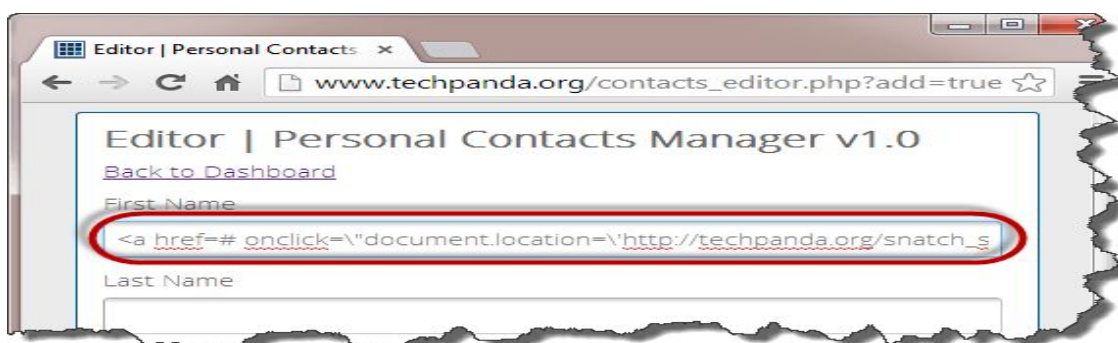 Editor | Personal Contacts
www.techpanda.org/contacts_editor.php?add=true
Editor | Personal Contacts Manager v1.0
Back to Dashboard
First Name
<a href=# onclick=\"document.location=\'http://techpanda.org/snatch_s
Last Name